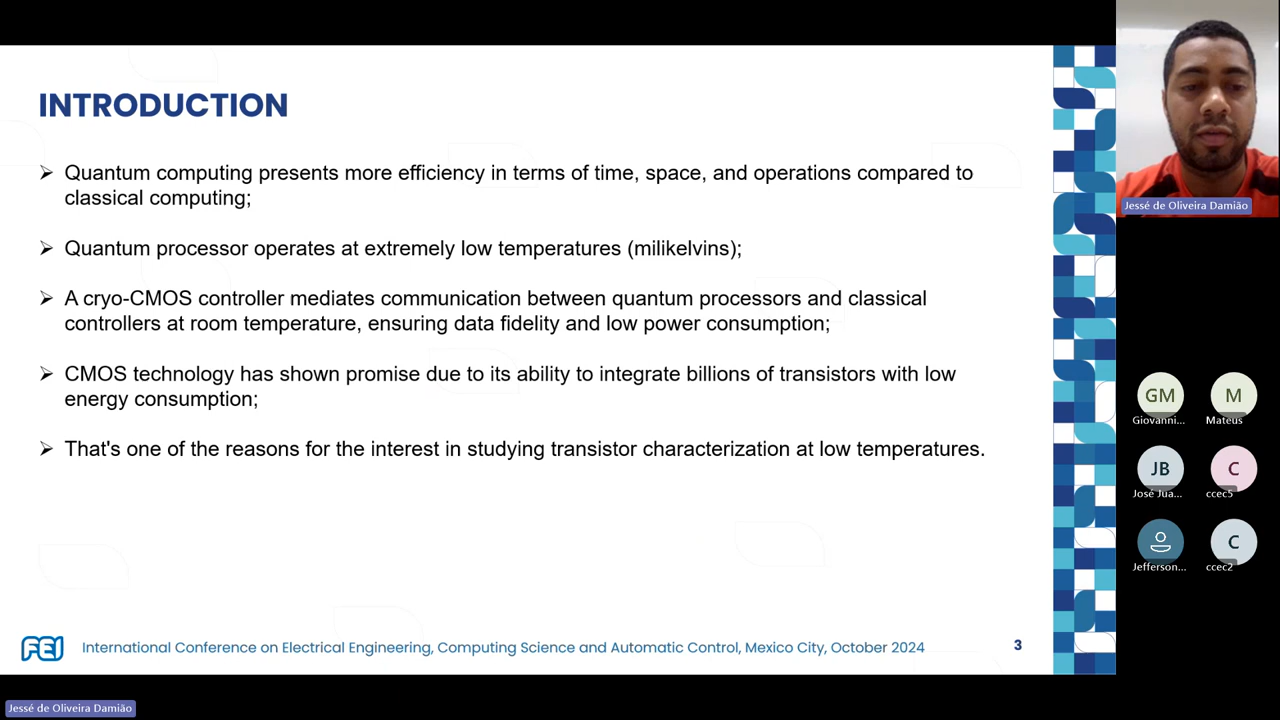 INTRODUCTION
Quantum computing presents more efficiency in terms of time, space, and operations compared to
classical computing;
Quantum processor operates at extremely low temperatures (milikelvins);
A cryo-CMOS controller mediates communication between quantum processors and classical
controllers at room temperature, ensuring data fidelity and low power consumption;
CMOS technology has shown promise due to its ability to integrate billions of transistors with low
energy consumption;
That's one of the reasons for the interest in studying transistor characterization at low temperatures.
FEI
International Conference on Electrical Engineering, Computing Science and Automatic Control, Mexico City, October 2024
3
Jessé de Oliveira Damião
GM
Giovanni...
M
Mateus
JB
José Jua...
C
ccec5
Jefferson...
C
ccec2
Jessé de Oliveira Damião